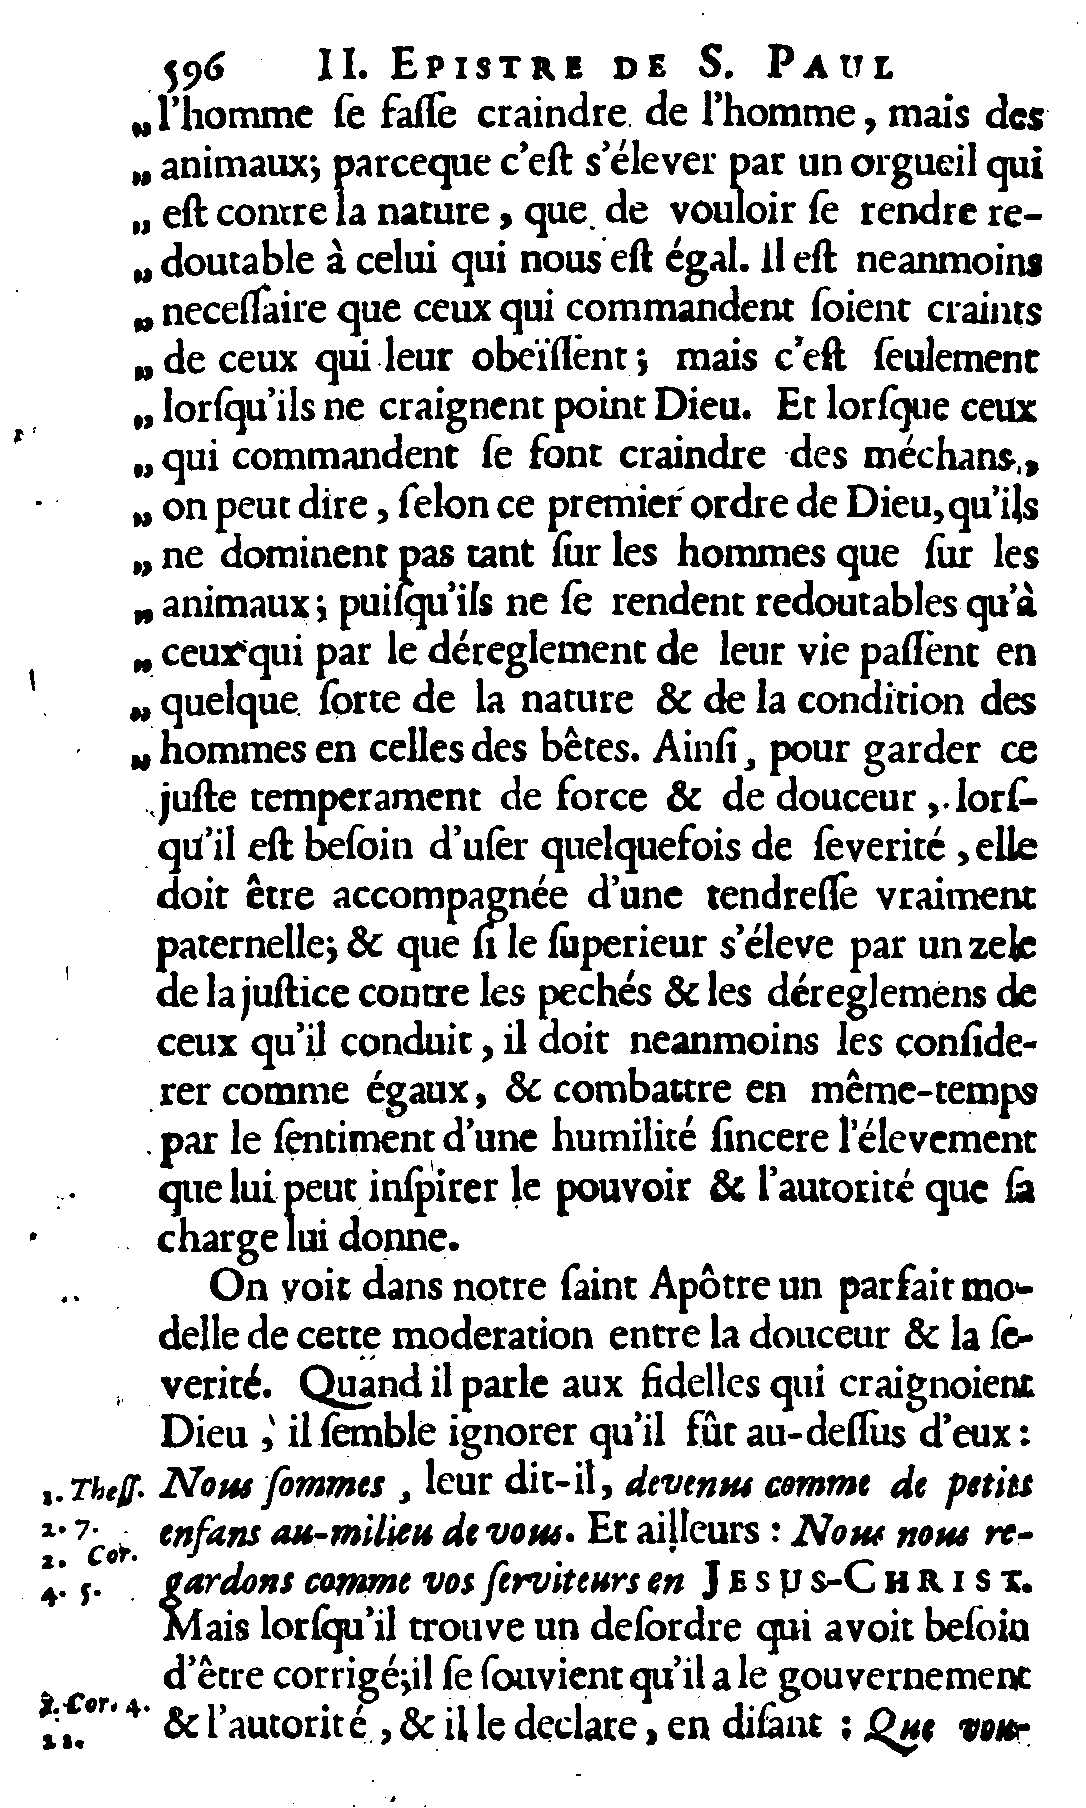 596 II. EPISTRE DE S. PAUL
„ l'homme ſe faſſe craindre de l'homme, mais des
„ animaux; parceque c'eſt s'élever par un orgueil qui
„ eſt contre la nature, que de vouloir ſe rendre re-
„ doutable à celui qui nous eſt égal. Il eſt neanmoins
„ neceſſaire que ceux qui commandent ſoient craints
„ de ceux qui leur obeïſſent; mais c'eſt ſeulement
„ lorſqu'ils ne craignent point Dieu. Et lorſque ceux
„ qui commandent ſe font craindre des méchans,
„ on peut dire, ſelon ce premier ordre de Dieu, qu'ils
„ ne dominent pas tant ſur les hommes que ſur les
„ animaux; puiſqu'ils ne ſe rendent redoutables qu'à
„ ceux qui par le déreglement de leur vie paſſent en
„ quelque ſorte de la nature & de la condition des
„ hommes en celles des bêtes. Ainſi, pour garder ce
juſte temperament de force & de douceur, lorſ-
qu'il eſt beſoin d'uſer quelquefois de ſeverité, elle
doit être accompagnée d'une tendreſſe vraiment
paternelle; & que ſi le ſuperieur s'éleve par un zele
de la juſtice contre les pechés & les déreglemens de
ceux qu'il conduit, il doit neanmoins les conſide-
rer comme égaux, & combattre en même-temps
par le ſentiment d'une humilité ſincere l'élevement
que lui peut inſpirer le pouvoir & l'autorité que ſa
charge lui donne.
On voit dans notre ſaint Apôtre un parfait mo-
delle de cette moderation entre la douceur & la ſe-
verité. Quand il parle aux fidelles qui craignoient
Dieu, il ſemble ignorer qu'il fût au-deſſus d'eux:
1. Theſſ. Nous ſommes, leur dit-il, devenus comme de petits
2. 7. enfans au-milieu de vous. Et ailleurs: Nous nous re-
2. Cor.
4. 5. gardons comme vos ſerviteurs en JESUS-CHRIST.
Mais lorſqu'il trouve un deſordre qui avoit beſoin
d'être corrigé; il ſe ſouvient qu'il a le gouvernement
2. Cor. 4. & l'autorité, & il le declare, en diſant: Que vou-
21.